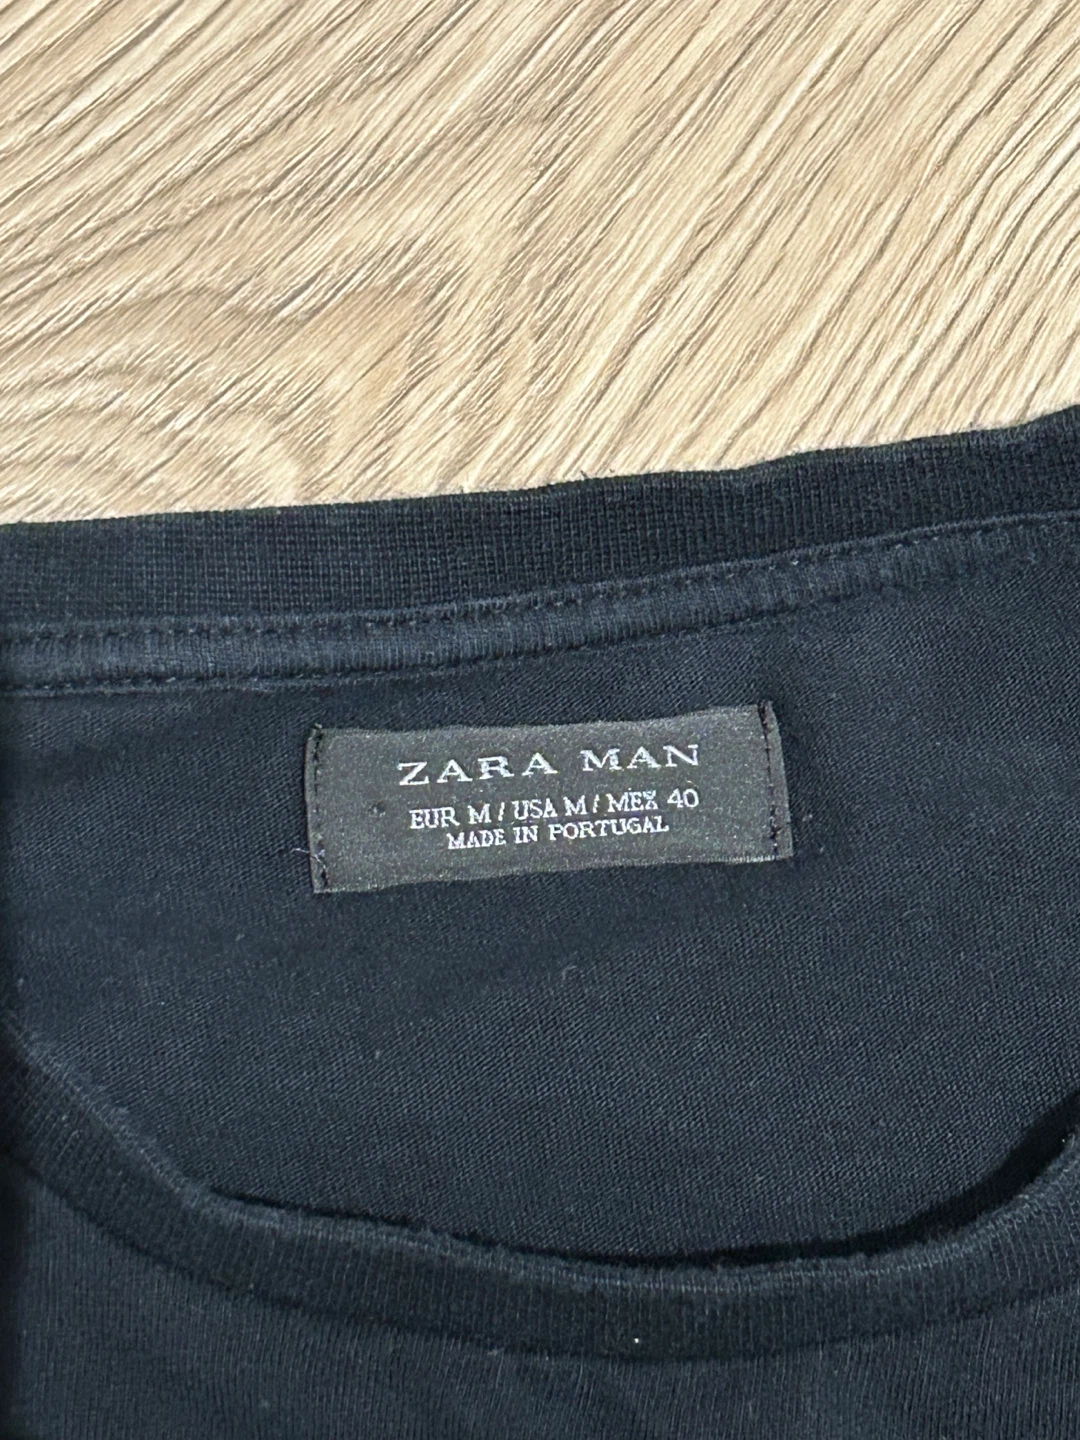 ZARA MAN
EUR M / USA M / MEX 40
MADE IN PORTUGAL